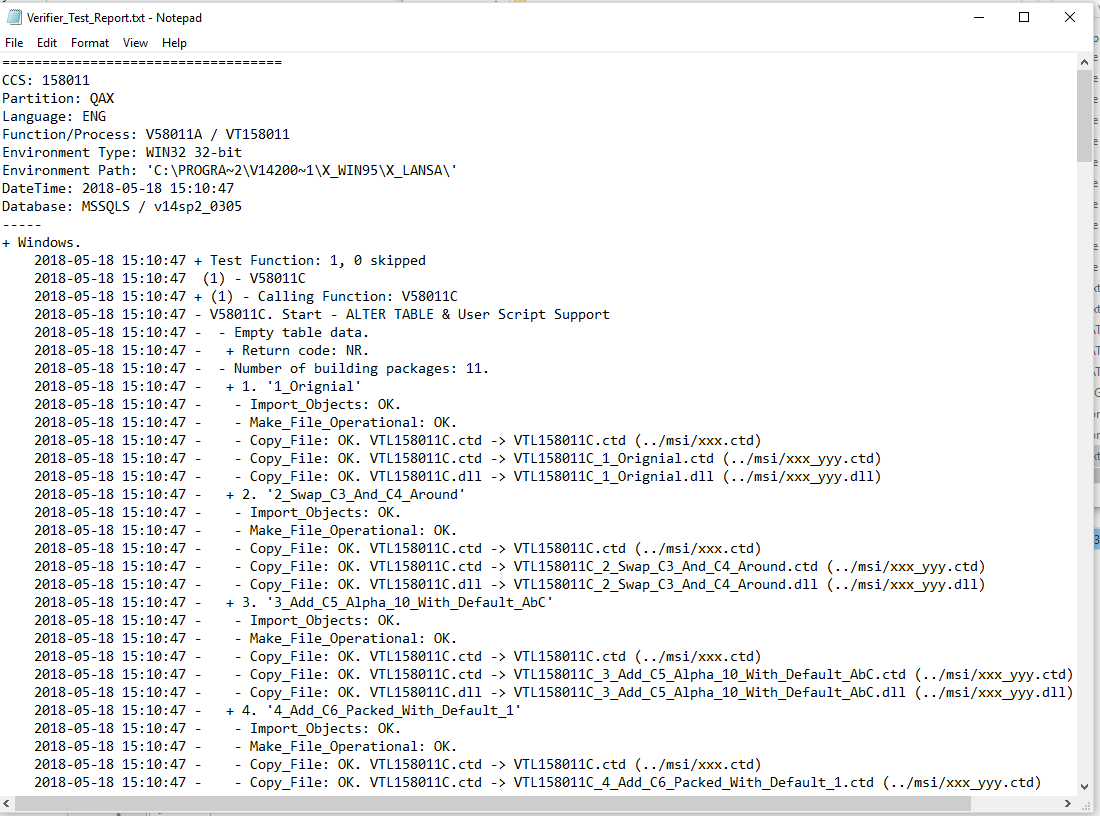 Verifier_Test_Report.txt - Notepad
File Edit Format View Help
===================================
CCS: 158011
Partition: QAX
Language: ENG
Function/Process: V58011A / VT158011
Environment Type: WIN32 32-bit
Environment Path: 'C:\PROGRA~2\V14200~1\X_WIN95\X_LANSA\'
DateTime: 2018-05-18 15:10:47
Database: MSSQLS / v14sp2_0305
-----
+ Windows.
2018-05-18 15:10:47 + Test Function: 1, 0 skipped
2018-05-18 15:10:47  (1) - V58011C
2018-05-18 15:10:47 + (1) - Calling Function: V58011C
2018-05-18 15:10:47 - V58011C. Start - ALTER TABLE & User Script Support
2018-05-18 15:10:47 -  - Empty table data.
2018-05-18 15:10:47 -   + Return code: NR.
2018-05-18 15:10:47 -  - Number of building packages: 11.
2018-05-18 15:10:47 -   + 1. '1_Orignial'
2018-05-18 15:10:47 -    - Import_Objects: OK.
2018-05-18 15:10:47 -    - Make_File_Operational: OK.
2018-05-18 15:10:47 -    - Copy_File: OK. VTL158011C.ctd -> VTL158011C.ctd (../msi/xxx.ctd)
2018-05-18 15:10:47 -    - Copy_File: OK. VTL158011C.ctd -> VTL158011C_1_Orignial.ctd (../msi/xxx_yyy.ctd)
2018-05-18 15:10:47 -    - Copy_File: OK. VTL158011C.dll -> VTL158011C_1_Orignial.dll (../msi/xxx_yyy.dll)
2018-05-18 15:10:47 -   + 2. '2_Swap_C3_And_C4_Around'
2018-05-18 15:10:47 -    - Import_Objects: OK.
2018-05-18 15:10:47 -    - Make_File_Operational: OK.
2018-05-18 15:10:47 -    - Copy_File: OK. VTL158011C.ctd -> VTL158011C.ctd (../msi/xxx.ctd)
2018-05-18 15:10:47 -    - Copy_File: OK. VTL158011C.ctd -> VTL158011C_2_Swap_C3_And_C4_Around.ctd (../msi/xxx_yyy.ctd)
2018-05-18 15:10:47 -    - Copy_File: OK. VTL158011C.dll -> VTL158011C_2_Swap_C3_And_C4_Around.dll (../msi/xxx_yyy.dll)
2018-05-18 15:10:47 -   + 3. '3_Add_C5_Alpha_10_With_Default_AbC'
2018-05-18 15:10:47 -    - Import_Objects: OK.
2018-05-18 15:10:47 -    - Make_File_Operational: OK.
2018-05-18 15:10:47 -    - Copy_File: OK. VTL158011C.ctd -> VTL158011C.ctd (../msi/xxx.ctd)
2018-05-18 15:10:47 -    - Copy_File: OK. VTL158011C.ctd -> VTL158011C_3_Add_C5_Alpha_10_With_Default_AbC.ctd (../msi/xxx_yyy.ctd)
2018-05-18 15:10:47 -    - Copy_File: OK. VTL158011C.dll -> VTL158011C_3_Add_C5_Alpha_10_With_Default_AbC.dll (../msi/xxx_yyy.dll)
2018-05-18 15:10:47 -   + 4. '4_Add_C6_Packed_With_Default_1'
2018-05-18 15:10:47 -    - Import_Objects: OK.
2018-05-18 15:10:47 -    - Make_File_Operational: OK.
2018-05-18 15:10:47 -    - Copy_File: OK. VTL158011C.ctd -> VTL158011C.ctd (../msi/xxx.ctd)
2018-05-18 15:10:47 -    - Copy_File: OK. VTL158011C.ctd -> VTL158011C_4_Add_C6_Packed_With_Default_1.ctd (../msi/xxx_yyy.ctd)